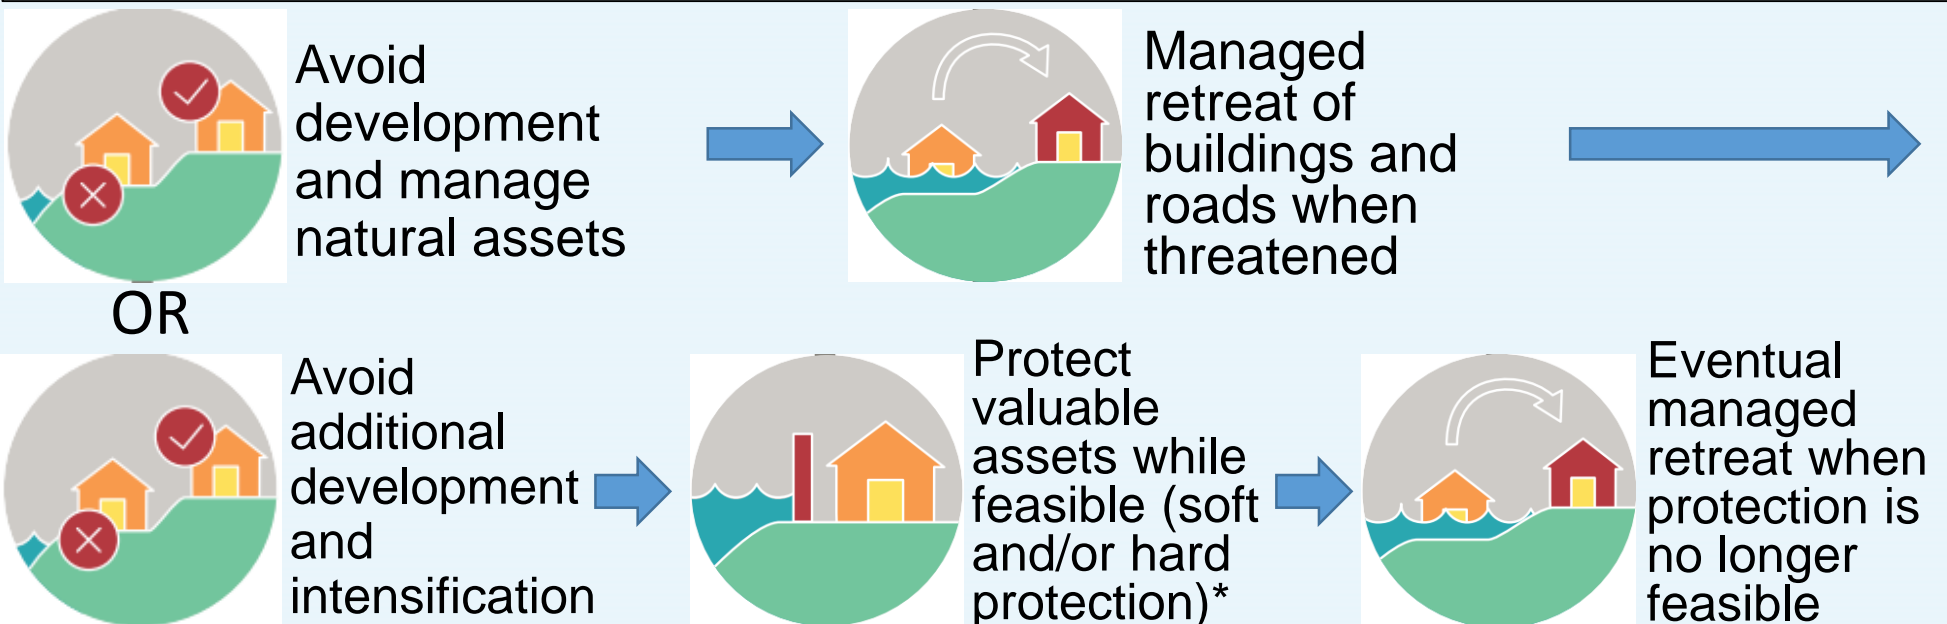 Avoid
development
and manage
natural assets
Managed
retreat of
buildings and
roads when
threatened
OR
Avoid
additional
development
and
intensification
Protect
valuable
assets while
feasible (soft
and/or hard
protection)*
Eventual
managed
retreat when
protection is
no longer
feasible